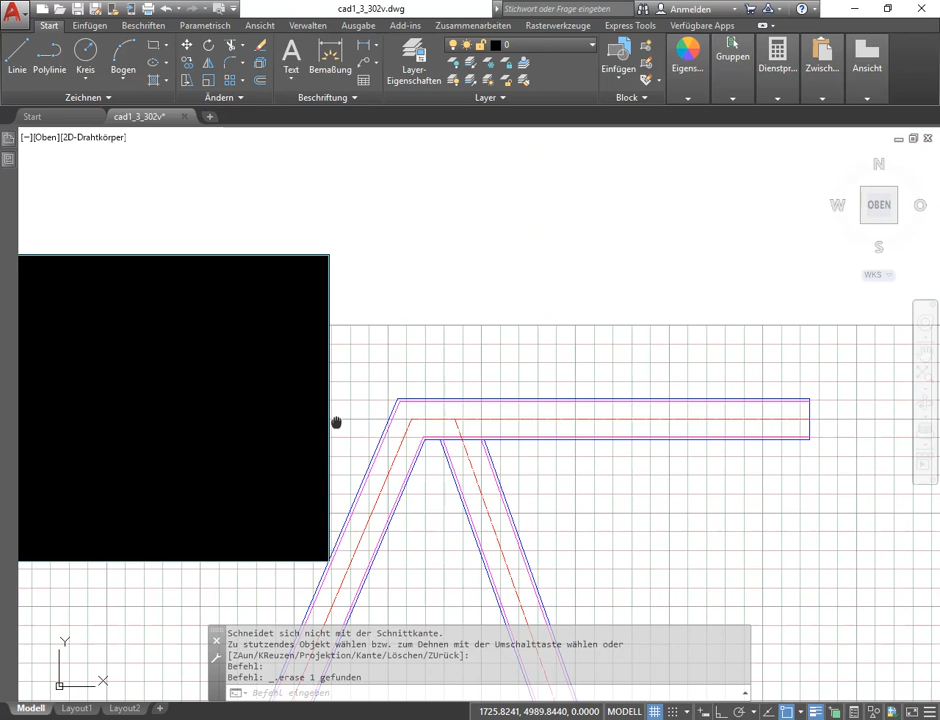 cad1_3_302v.dwg
Stichwort oder Frage eingeben
Anmelden
Start Einfügen Beschriften Parametrisch Ansicht Verwalten Ausgabe Add-ins Zusammenarbeiten Rasterwerkzeuge Express Tools Verfügbare Apps
Linie Polylinie Kreis Bogen
Text Bemaßung
Layer-
Eigenschaften
0
Einfügen
Eigens...
Gruppen
Dienstpr...
Zwisch...
Ansicht
Zeichnen
Ändern
Beschriftung
Layer
Block
Start
cad1_3_302v*
[−][Oben][2D-Drahtkörper]
N
W OBEN O
S
WKS
Y
X
Schneidet sich nicht mit der Schnittkante.
Zu stutzendes Objekt wählen bzw. zum Dehnen mit der Umschalttaste wählen oder
[ZAun/KReuzen/Projektion/Kante/Löschen/ZUrück]:
Befehl:
Befehl: _.erase 1 gefunden
Befehl eingeben
Modell Layout1 Layout2
1725.8241, 4989.8440, 0.0000 MODELL